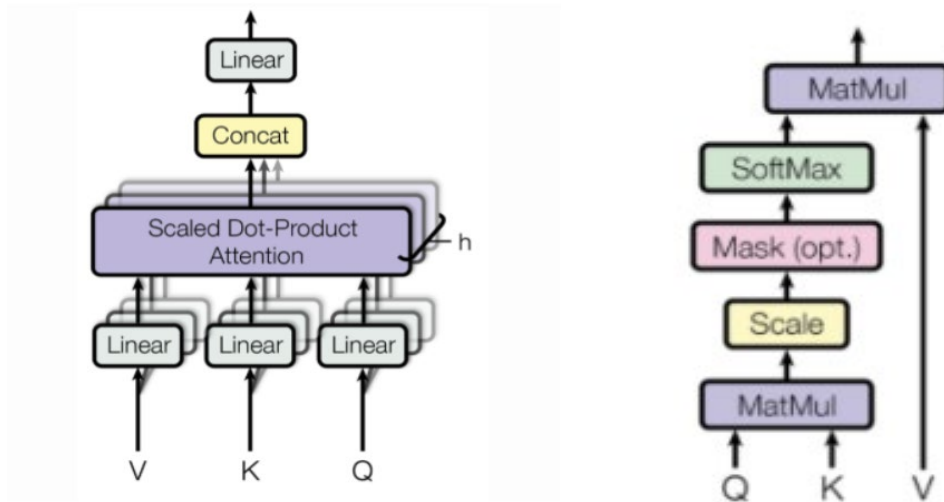 Linear
Concat
Scaled Dot-Product
Attention
h
Linear
Linear
Linear
V
K
Q
MatMul
SoftMax
Mask (opt.)
Scale
MatMul
Q
K
V